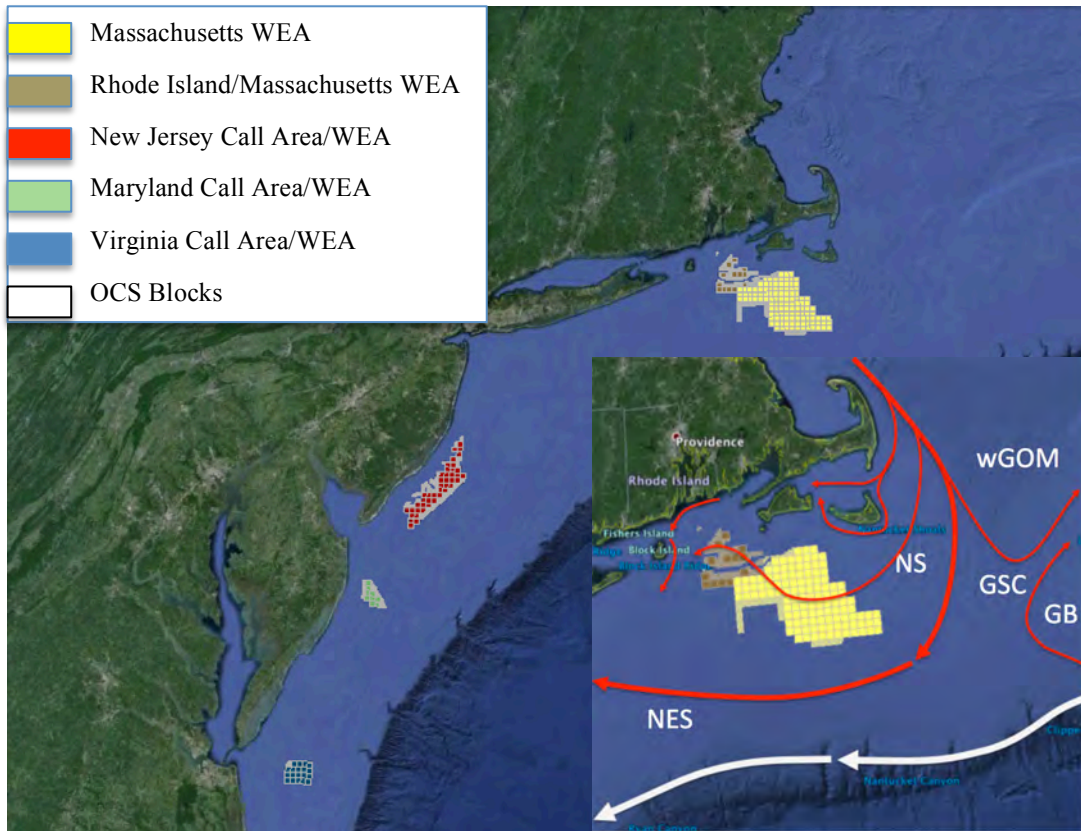 Massachusetts WEA
Rhode Island/Massachusetts WEA
New Jersey Call Area/WEA
Maryland Call Area/WEA
Virginia Call Area/WEA
OCS Blocks
Providence
wGOM
Rhode Island
Fishers Island
Block Island
NS
GSC
GB
NES
Nantucket Canyon